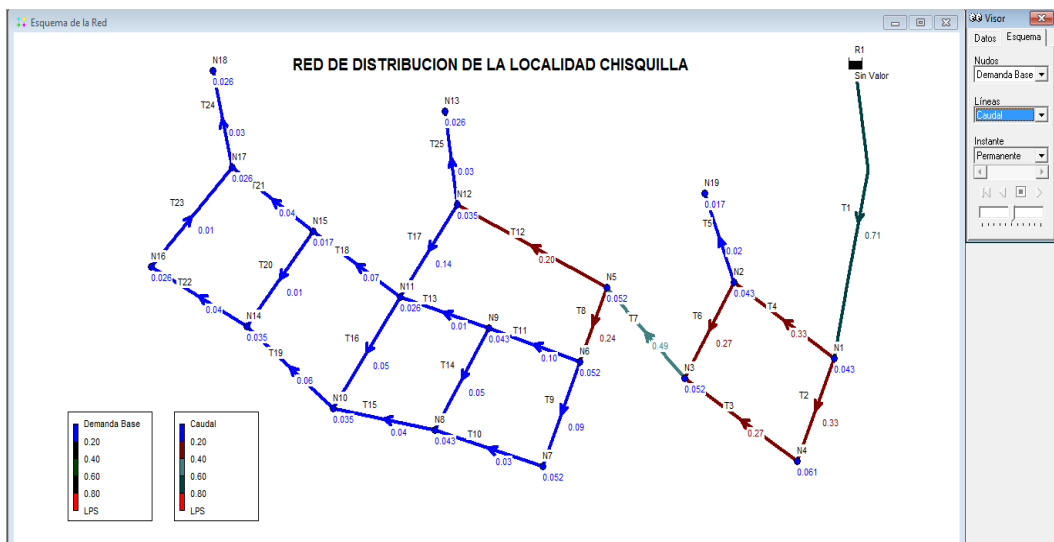 Esquema de la Red
RED DE DISTRIBUCION DE LA LOCALIDAD CHISQUILLA
N18
0.026
T24
0.03
N17
0.026
T21
0.04
T23
0.01
N16
0.026
T22
0.04
N15
0.017
T18
0.07
T20
0.01
N14
0.035
T19
0.06
N13
0.026
T25
0.03
N12
0.035
T12
0.20
T17
0.14
N11
0.026
T13
0.01
T16
0.05
N10
0.035
T15
0.04
N9
0.043
T11
0.10
T14
0.05
N8
0.043
T10
0.03
N5
0.052
T8
0.24
T7
0.49
N6
0.052
T9
0.09
N7
0.052
N19
0.017
T5
0.02
N2
0.043
T4
0.33
T6
0.27
N3
0.052
T3
0.27
R1
Sin Valor
T1
0.71
N1
0.043
T2
0.33
N4
0.061
Demanda Base
0.20
0.40
0.60
0.80
LPS
Caudal
0.20
0.40
0.60
0.80
LPS
Visor
Datos Esquema
Nudos
Demanda Base
Líneas
Caudal
Instante
Permanente